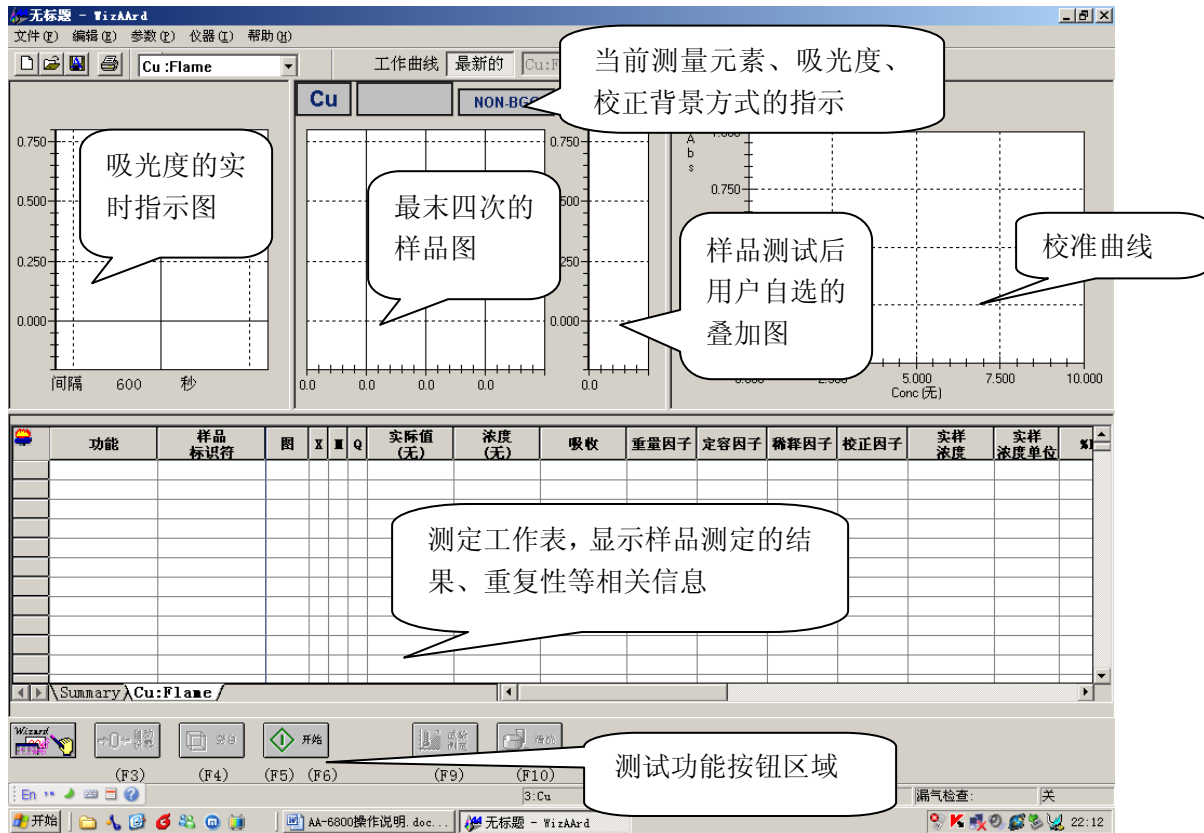 无标题 - WizAArd
文件(F) 编辑(E) 参数(P) 仪器(I) 帮助(H)
Cu :Flame 工作曲线 最新的
当前测量元素、吸光度、
校正背景方式的指示
Cu NON-BGC
0.750
0.500
0.250
0.000
间隔 600 秒
吸光度的实
时指示图
最末四次的
样品图
0.0 0.0 0.0 0.0
0.750
0.000
0.0
样品测试后
用户自选的
叠加图
Abs
0.750
校准曲线
5.000 7.500 10.000
Conc (无)
功能 样品标识符 图 X M Q 实际值(无) 浓度(无) 吸收 重量因子 定容因子 稀释因子 校正因子 实样浓度 实样浓度单位
测定工作表，显示样品测定的结
果、重复性等相关信息
Summary Cu:Flame
Wizard 开始
(F3) (F4) (F5) (F6) (F9) (F10)
测试功能按钮区域
En 3:Cu 漏气检查: 关
开始 AA-6800操作说明.doc... 无标题 - WizAArd 22:12